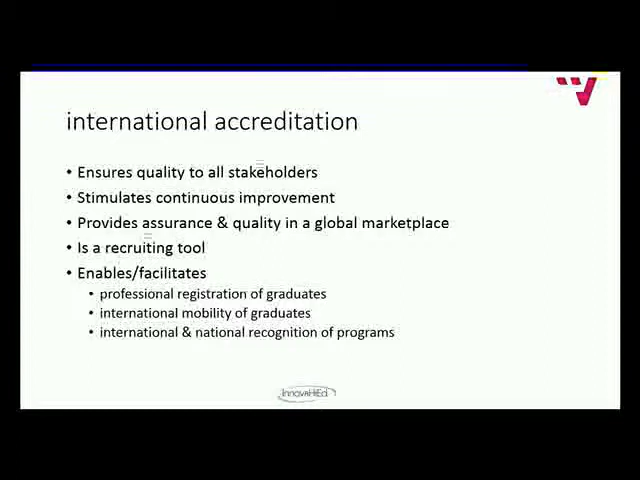 international accreditation
• Ensures quality to all stakeholders
• Stimulates continuous improvement
• Provides assurance & quality in a global marketplace
• Is a recruiting tool
• Enables/facilitates
• professional registration of graduates
• international mobility of graduates
• international & national recognition of programs
InnovaHiEd